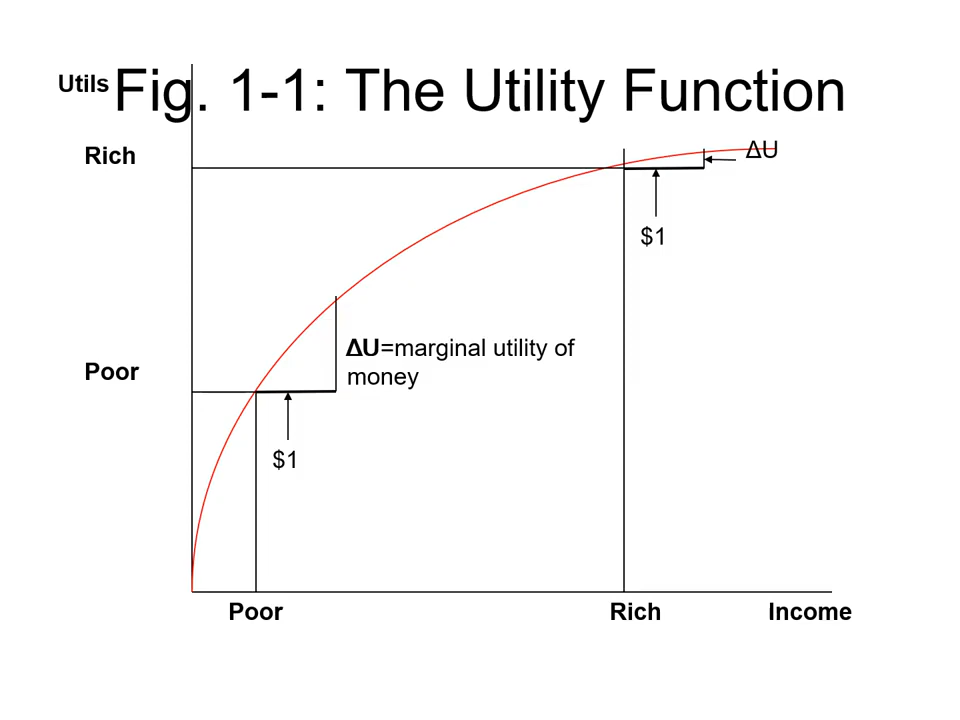 Fig. 1-1: The Utility Function
Utils
Rich
ΔU
$1
ΔU=marginal utility of
money
Poor
$1
Poor
Rich
Income